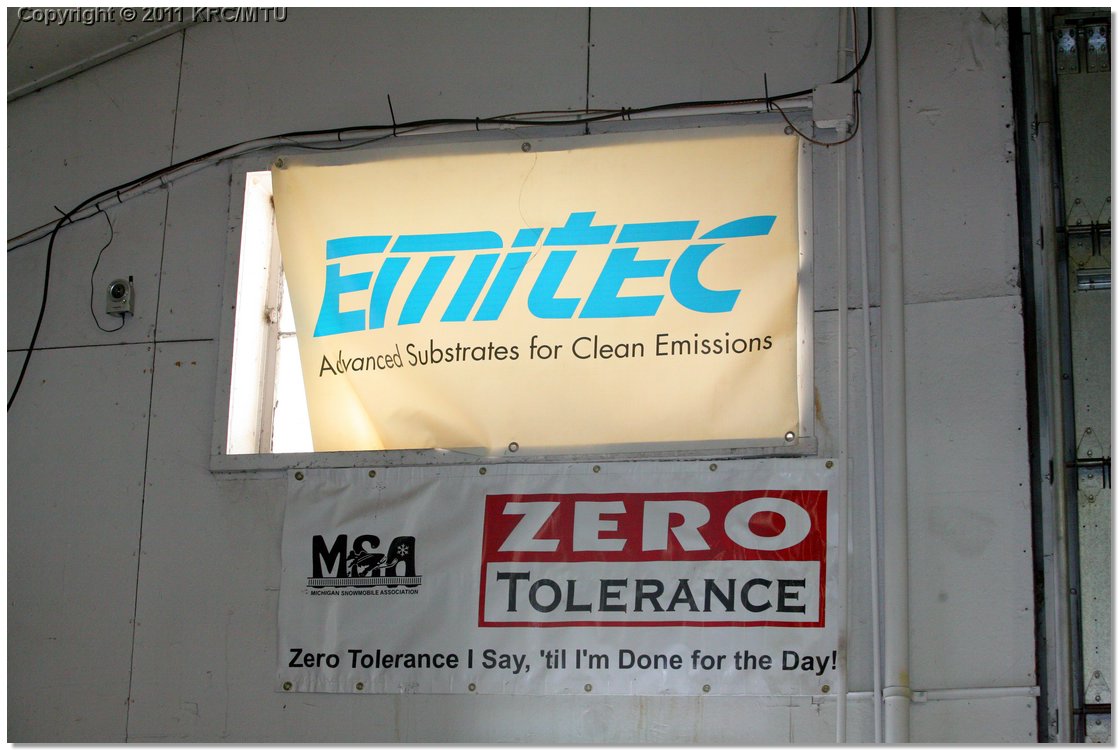 Copyright © 2011 KRC/MTU
EMITEC
Advanced Substrates for Clean Emissions
ZERO
TOLERANCE
MSA
MICHIGAN SNOWMOBILE ASSOCIATION
Zero Tolerance I Say, 'til I'm Done for the Day!